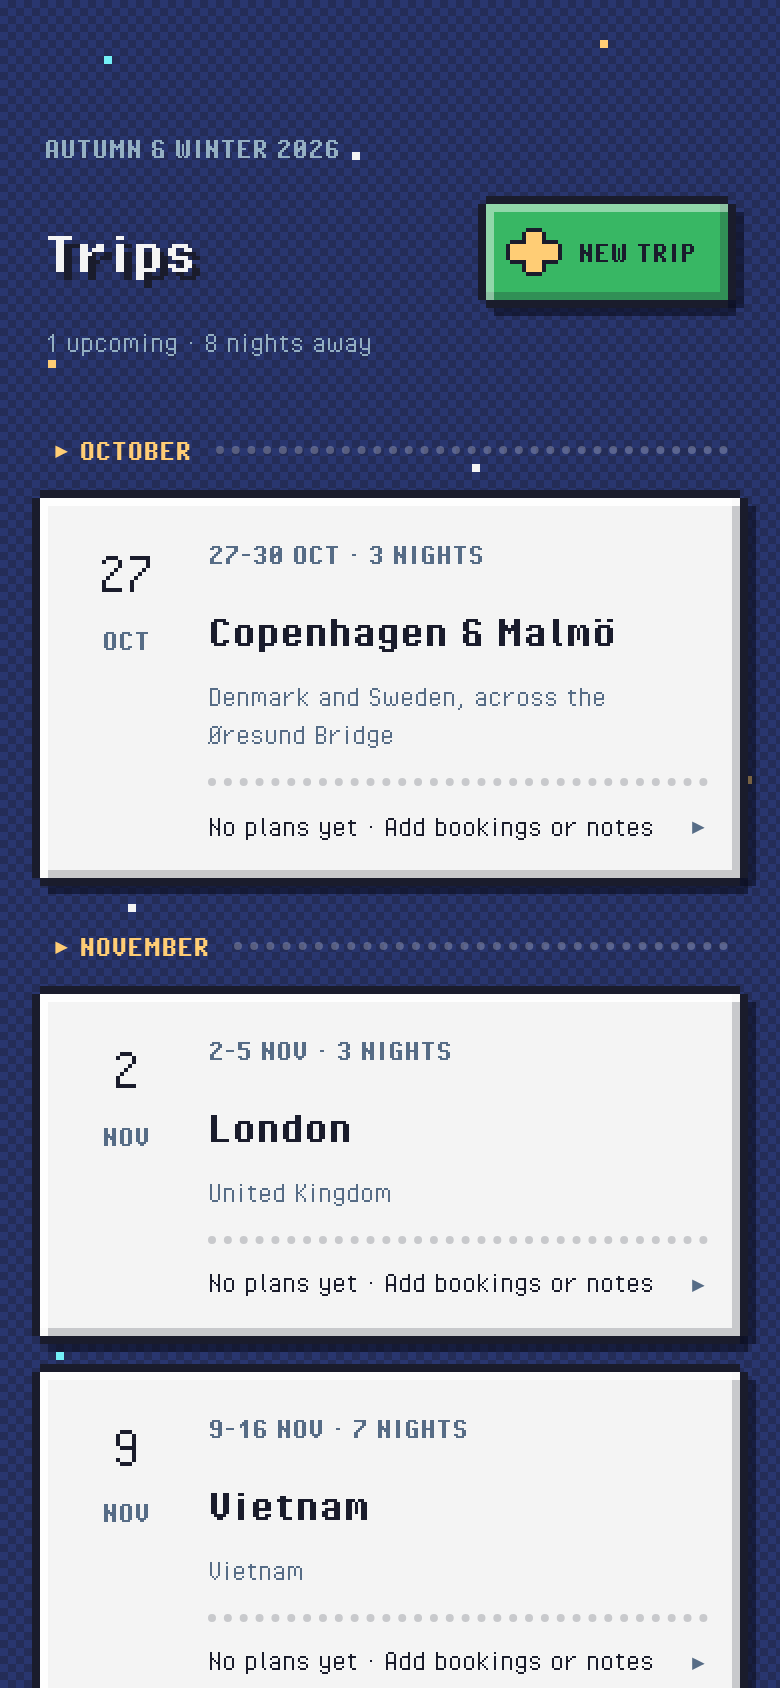 AUTUMN & WINTER 2026
Trips
NEW TRIP
1 upcoming · 8 nights away
▶ OCTOBER
27
OCT
27-30 OCT · 3 NIGHTS
Copenhagen & Malmö
Denmark and Sweden, across the
Øresund Bridge
No plans yet · Add bookings or notes ▶
▶ NOVEMBER
2
NOV
2-5 NOV · 3 NIGHTS
London
United Kingdom
No plans yet · Add bookings or notes ▶
9
NOV
9-16 NOV · 7 NIGHTS
Vietnam
Vietnam
No plans yet · Add bookings or notes ▶